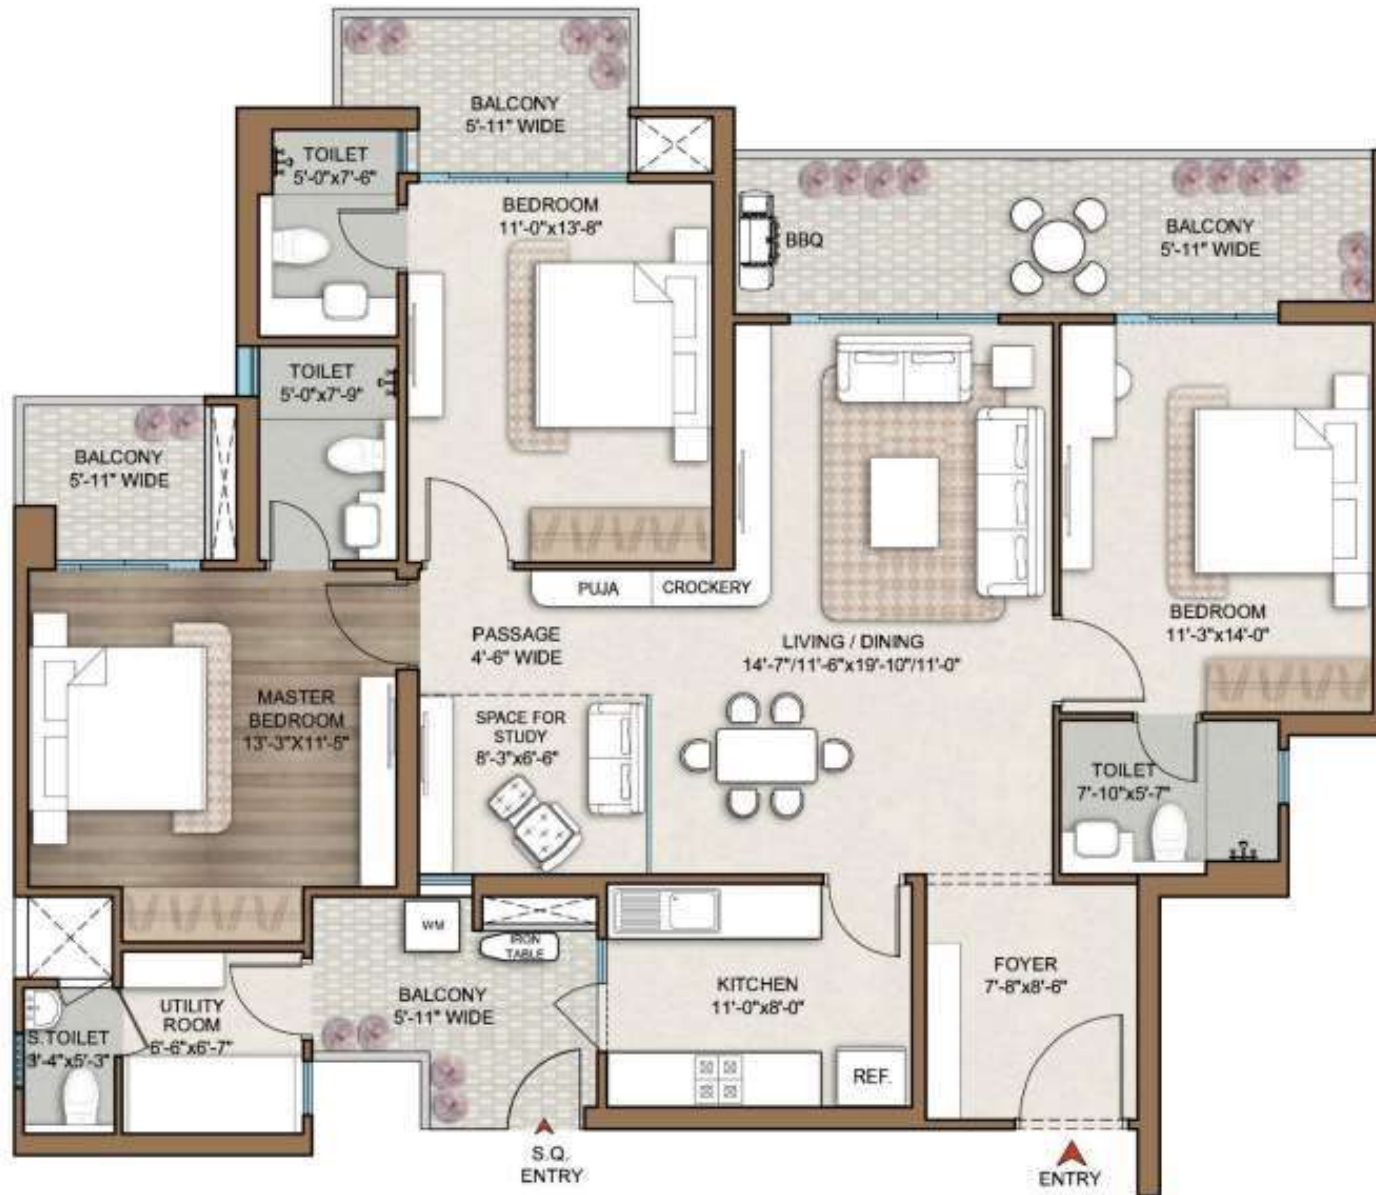 BALCONY
5'-11" WIDE
TOILET
5'-0"x7'-6"
BEDROOM
11'-0"x13'-8"
BBQ
BALCONY
5'-11" WIDE
TOILET
5'-0"x7'-9"
BALCONY
5'-11" WIDE
PUJA
CROCKERY
PASSAGE
4'-6" WIDE
LIVING / DINING
14'-7"/11'-6"x19'-10"/11'-0"
BEDROOM
11'-3"x14'-0"
MASTER
BEDROOM
13'-3"X11'-5"
SPACE FOR
STUDY
8'-3"x6'-6"
TOILET
7'-10"x5'-7"
WM
IRON
TABLE
BALCONY
5'-11" WIDE
KITCHEN
11'-0"x8'-0"
FOYER
7'-8"x8'-6"
UTILITY
ROOM
6'-6"x6'-7"
S.TOILET
3'-4"x5'-3"
REF.
S.Q.
ENTRY
ENTRY